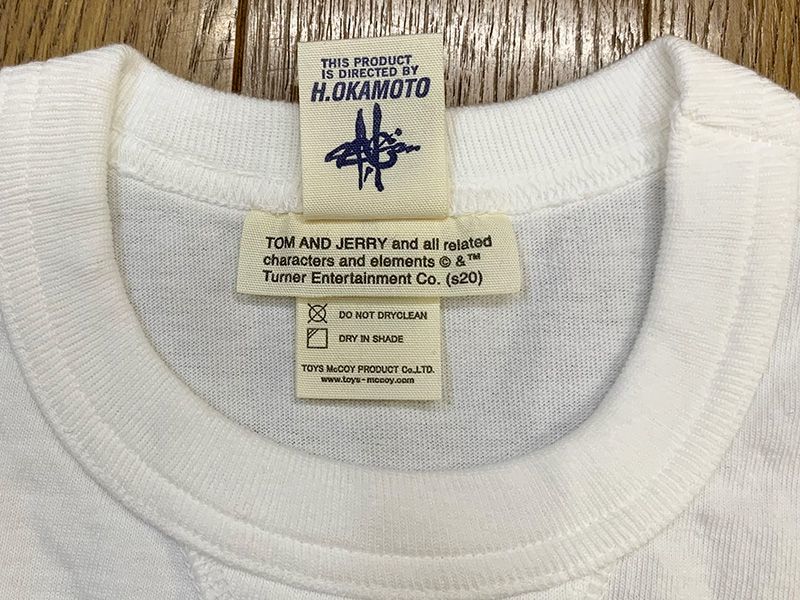 THIS PRODUCT
IS DIRECTED BY
H.OKAMOTO
TOM AND JERRY and all related
characters and elements © &™
Turner Entertainment Co. (s20)
DO NOT DRYCLEAN
DRY IN SHADE
TOYS McCOY PRODUCT Co.,LTD.
www.toys-mccoy.com